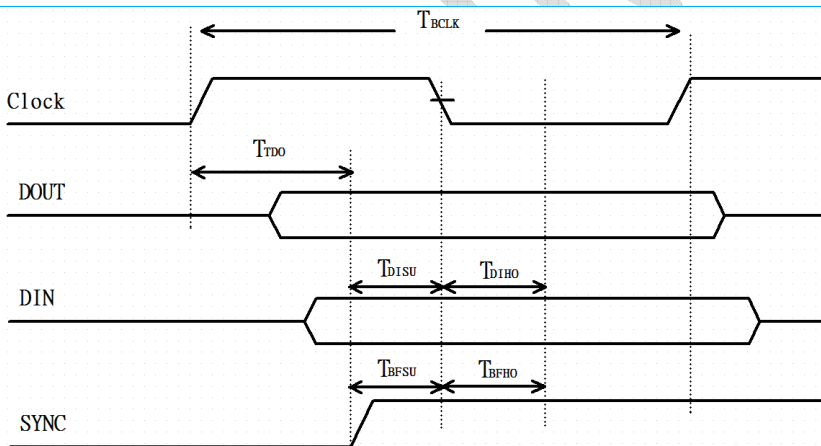 TBCLK
Clock
TTDO
DOUT
TDISU TDIHO
DIN
TBFSU TBFHO
SYNC